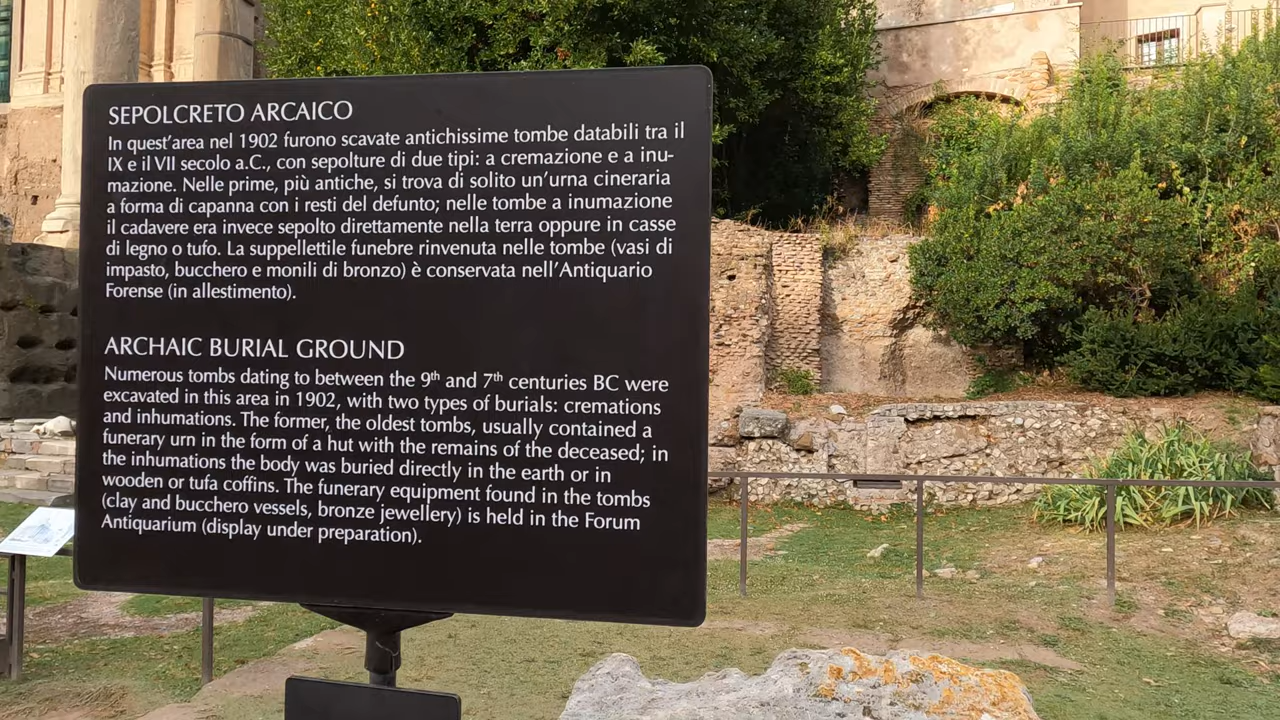 SEPOLCRETO ARCAICO
In quest'area nel 1902 furono scavate antichissime tombe databili tra il
IX e il VII secolo a.C., con sepolture di due tipi: a cremazione e a inu-
mazione. Nelle prime, più antiche, si trova di solito un'urna cineraria
a forma di capanna con i resti del defunto; nelle tombe a inumazione
il cadavere era invece sepolto direttamente nella terra oppure in casse
di legno o tufo. La suppellettile funebre rinvenuta nelle tombe (vasi di
impasto, bucchero e monili di bronzo) è conservata nell'Antiquario
Forense (in allestimento).
ARCHAIC BURIAL GROUND
Numerous tombs dating to between the 9th and 7th centuries BC were
excavated in this area in 1902, with two types of burials: cremations
and inhumations. The former, the oldest tombs, usually contained a
funerary urn in the form of a hut with the remains of the deceased; in
the inhumations the body was buried directly in the earth or in
wooden or tufa coffins. The funerary equipment found in the tombs
(clay and bucchero vessels, bronze jewellery) is held in the Forum
Antiquarium (display under preparation).